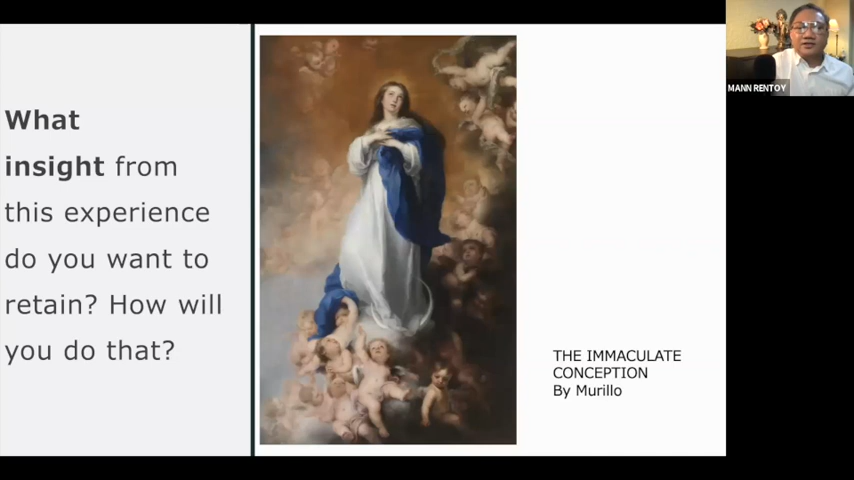 What
insight from
this experience
do you want to
retain? How will
you do that?
THE IMMACULATE
CONCEPTION
By Murillo
MANN RENTOY